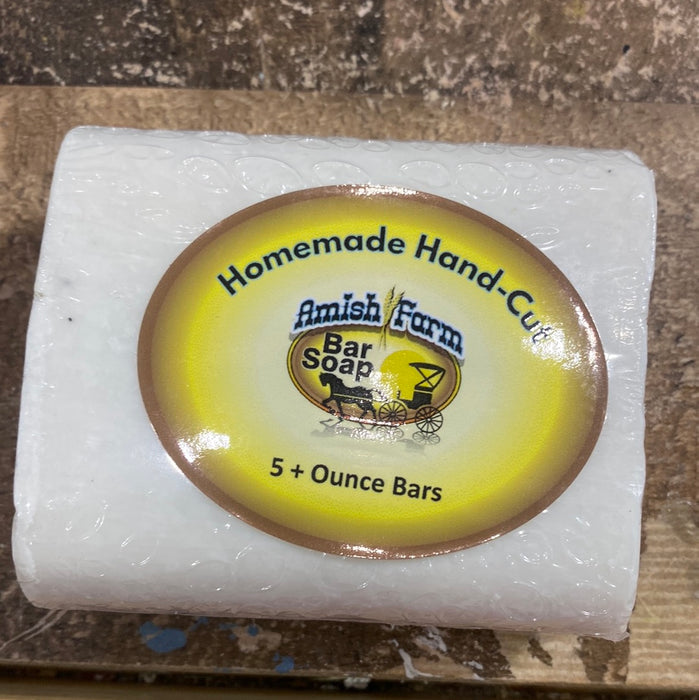 Homemade Hand-Cut
Amish Farm
Bar
Soap
5 + Ounce Bars